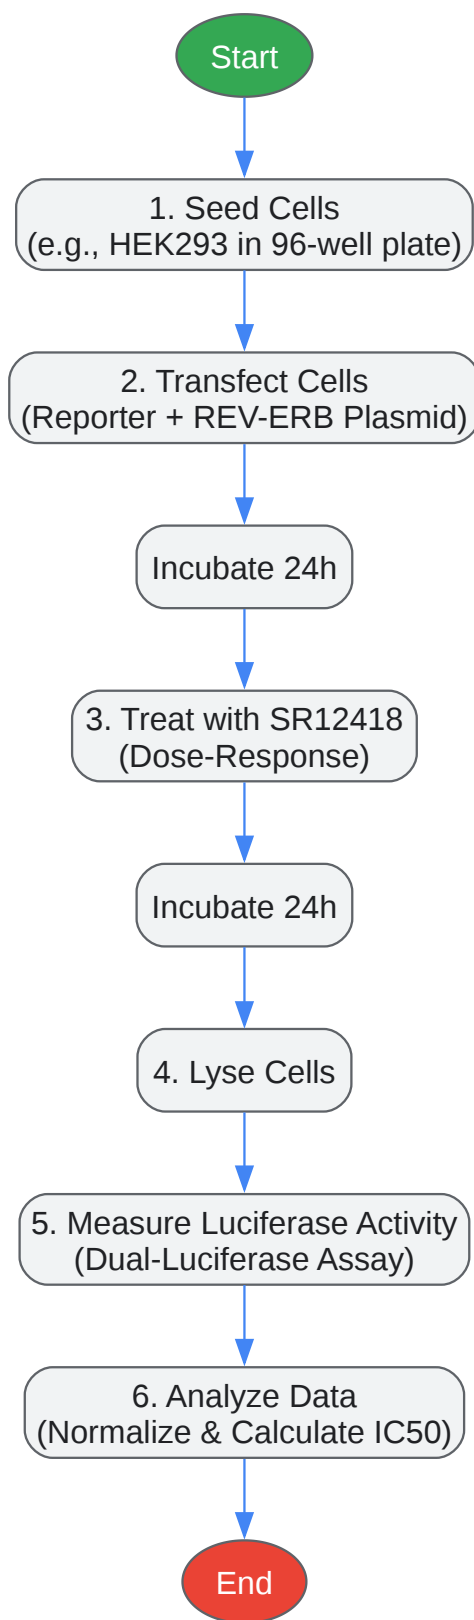 Start
1. Seed Cells
(e.g., HEK293 in 96-well plate)
2. Transfect Cells
(Reporter + REV-ERB Plasmid)
Incubate 24h
3. Treat with SR12418
(Dose-Response)
Incubate 24h
4. Lyse Cells
5. Measure Luciferase Activity
(Dual-Luciferase Assay)
6. Analyze Data
(Normalize & Calculate IC50)
End